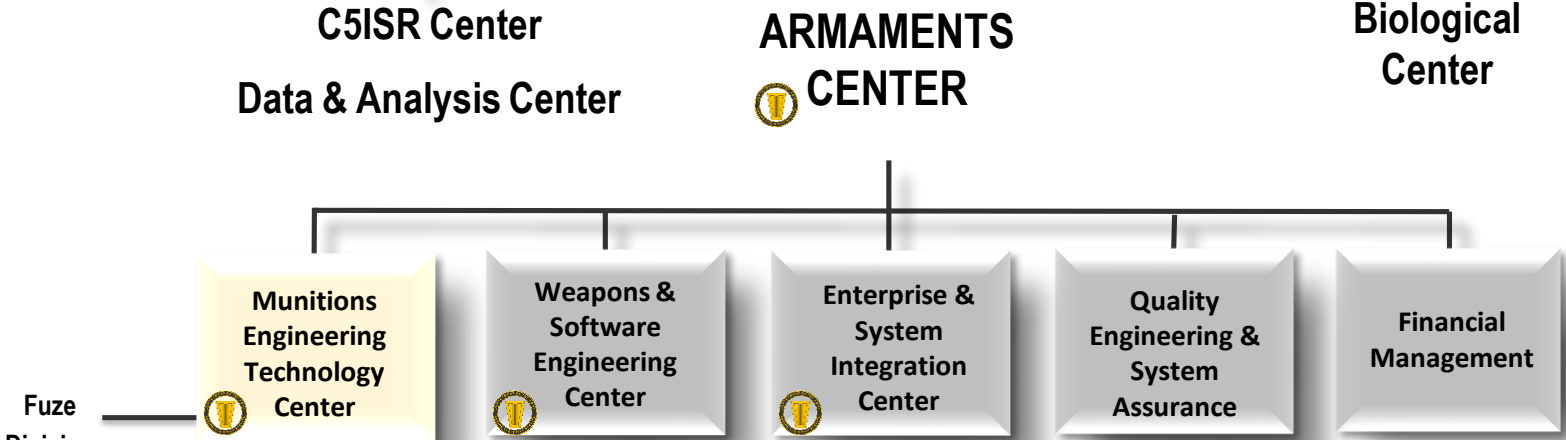 C5ISR Center
Data & Analysis Center
ARMAMENTS
CENTER
Biological
Center
Munitions
Engineering
Technology
Center
Weapons &
Software
Engineering
Center
Enterprise &
System
Integration
Center
Quality
Engineering &
System
Assurance
Financial
Management
Fuze